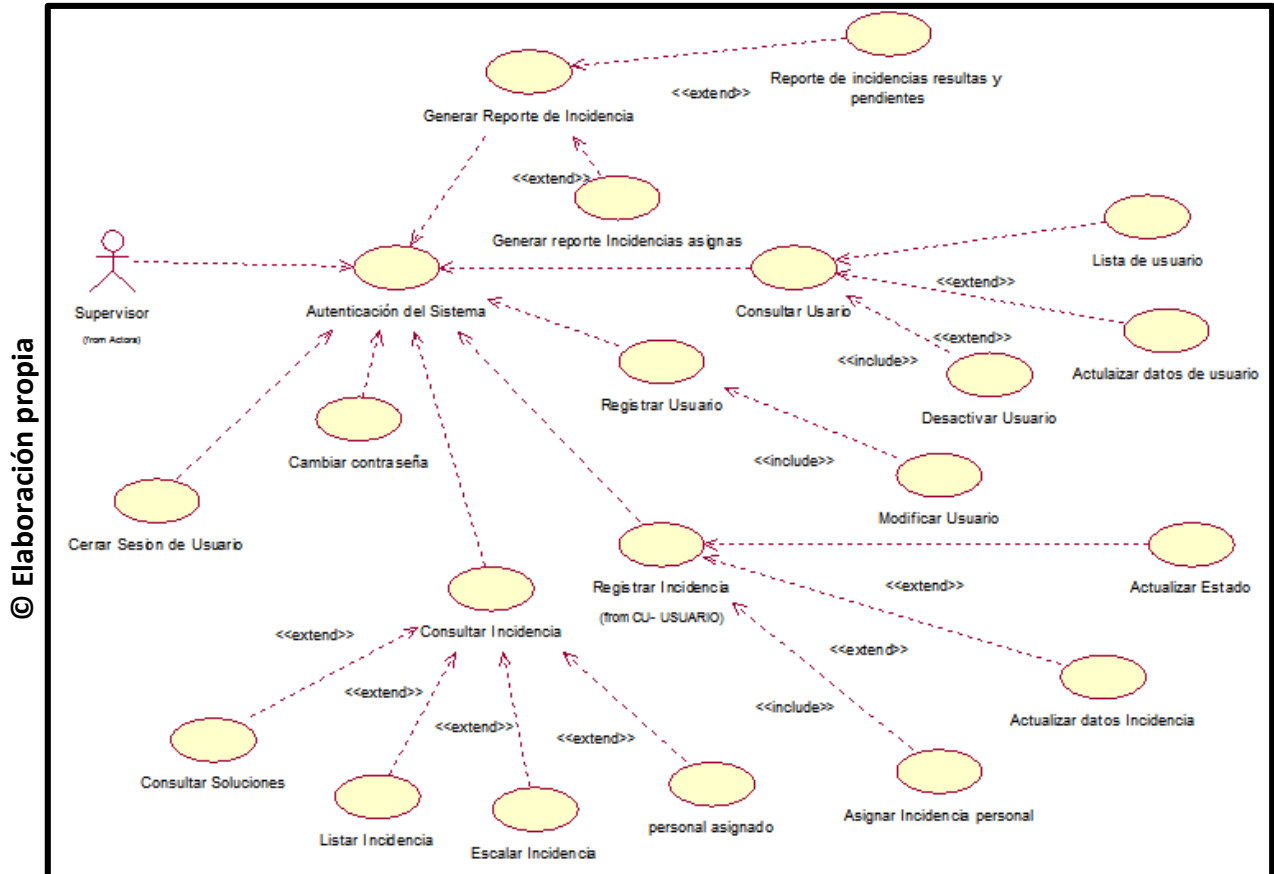 © Elaboración propia
Reporte de incidencias resultas y
pendientes
<<extend>>
Generar Reporte de Incidencia
<<extend>>
Generar reporte Incidencias asignas
Lista de usuario
<<extend>>
Supervisor
(from Actors)
Autenticación del Sistema
Consultar Usario
<<extend>>
<<include>>
Actulaizar datos de usuario
Registrar Usuario
Desactivar Usuario
Cambiar contraseña
<<include>>
Modificar Usuario
Cerrar Sesion de Usuario
Registrar Incidencia
(from CU- USUARIO)
<<extend>>
Actualizar Estado
Consultar Incidencia
<<extend>>
<<extend>>
<<extend>>
<<extend>>
<<extend>>
<<include>>
Actualizar datos Incidencia
Consultar Soluciones
Listar Incidencia
Escalar Incidencia
personal asignado
Asignar Incidencia personal